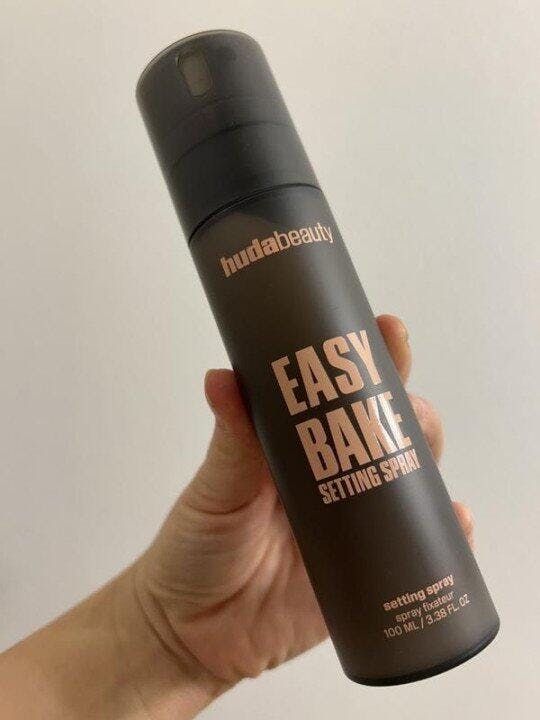 hudabeauty
EASY
BAKE
SETTING SPRAY
setting spray
spray fixateur
100 ML / 3.38 FL. OZ